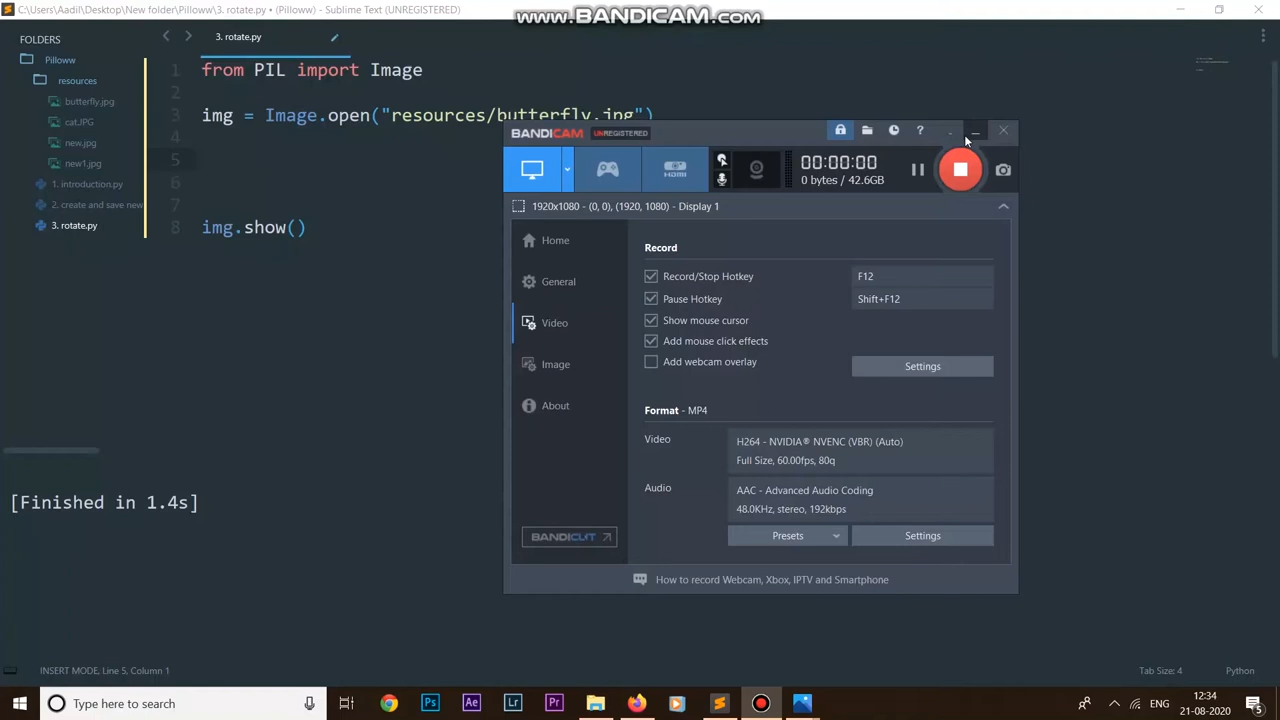 C:\Users\Aadil\Desktop\New folder\Pilloww\3. rotate.py • (Pilloww) - Sublime Text (UNREGISTERED)
www.BANDICAM.com
FOLDERS
Pilloww
resources
butterfly.jpg
cat.JPG
new.jpg
new1.jpg
1. introduction.py
2. create and save new
3. rotate.py
3. rotate.py
1 from PIL import Image
2
3 img = Image.open("resources/butterfly.jpg")
4
5
6
7
8 img.show()
BANDICAM UNREGISTERED
?
HDMI
00:00:00
0 bytes / 42.6GB
1920x1080 - (0, 0), (1920, 1080) - Display 1
Home
General
Video
Image
About
BANDICUT
Record
Record/Stop Hotkey F12
Pause Hotkey Shift+F12
Show mouse cursor
Add mouse click effects
Add webcam overlay
Settings
Format - MP4
Video
H264 - NVIDIA® NVENC (VBR) (Auto)
Full Size, 60.00fps, 80q
Audio
AAC - Advanced Audio Coding
48.0KHz, stereo, 192kbps
Presets
Settings
How to record Webcam, Xbox, IPTV and Smartphone
[Finished in 1.4s]
INSERT MODE, Line 5, Column 1
Tab Size: 4
Python
Type here to search
Ps
Ae
Lr
Pr
ENG
12:34
21-08-2020
5